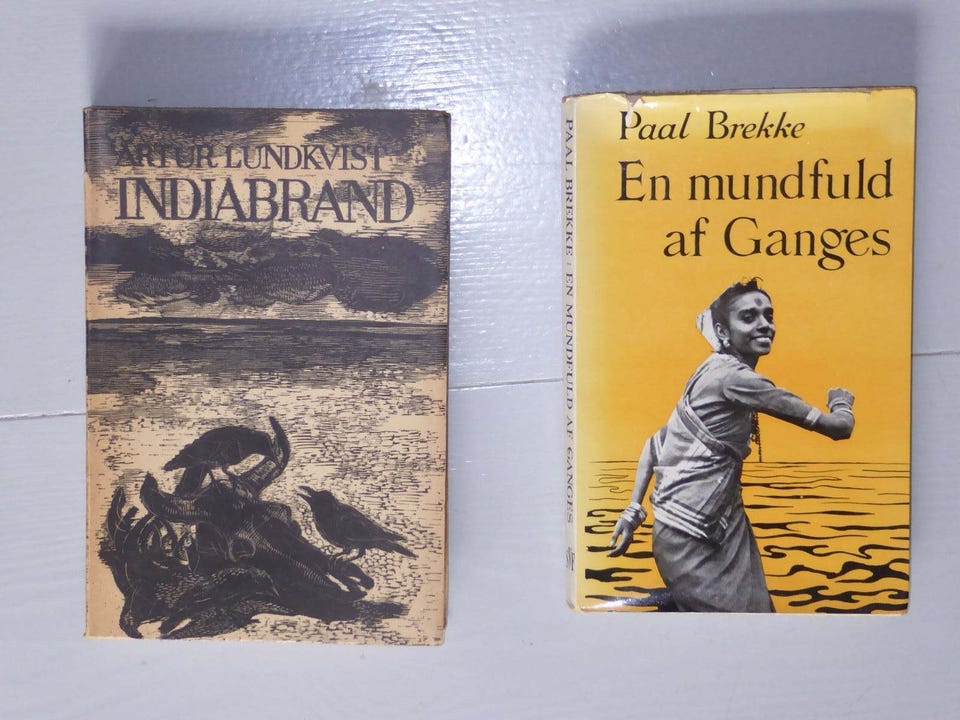 ARTUR LUNDKVIST
INDIABRAND
PAAL BREKKE : EN MUNDFULD AF GANGES
Paal Brekke
En mundfuld
af Ganges